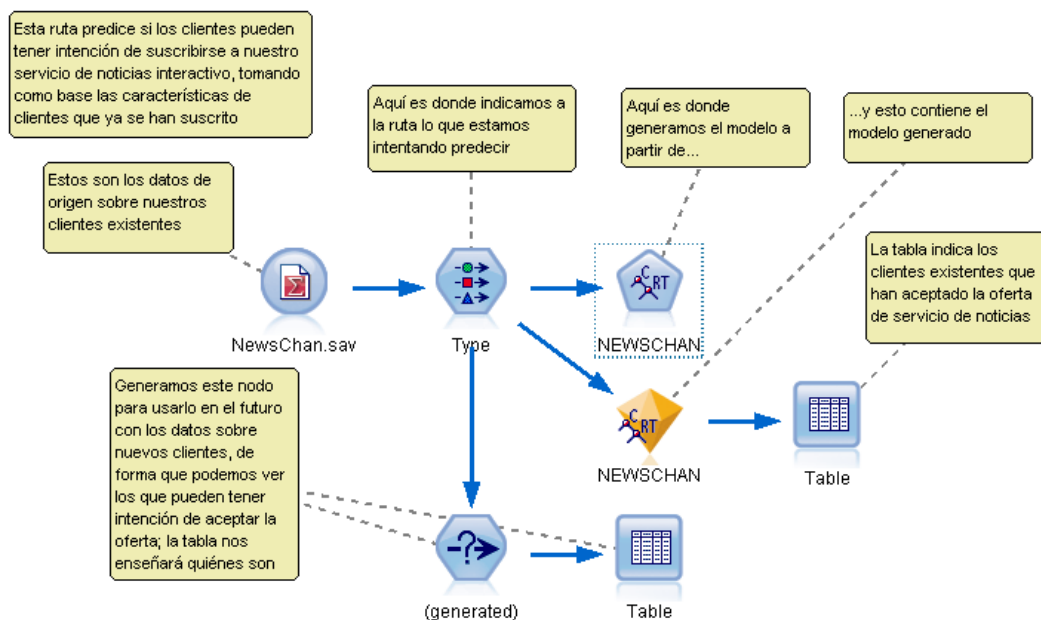 Esta ruta predice si los clientes pueden
tener intención de suscribirse a nuestro
servicio de noticias interactivo, tomando
como base las características de
clientes que ya se han suscrito
Aquí es donde indicamos a
la ruta lo que estamos
intentando predecir
Aquí es donde
generamos el modelo a
partir de...
...y esto contiene el
modelo generado
Estos son los datos de
origen sobre nuestros
clientes existentes
La tabla indica los
clientes existentes que
han aceptado la oferta
de servicio de noticias
C
RT
NewsChan.sav
Type
NEWSCHAN
Generamos este nodo
para usarlo en el futuro
con los datos sobre
nuevos clientes, de
forma que podemos ver
los que pueden tener
intención de aceptar la
oferta; la tabla nos
enseñará quiénes son
C
RT
NEWSCHAN
Table
?
(generated)
Table